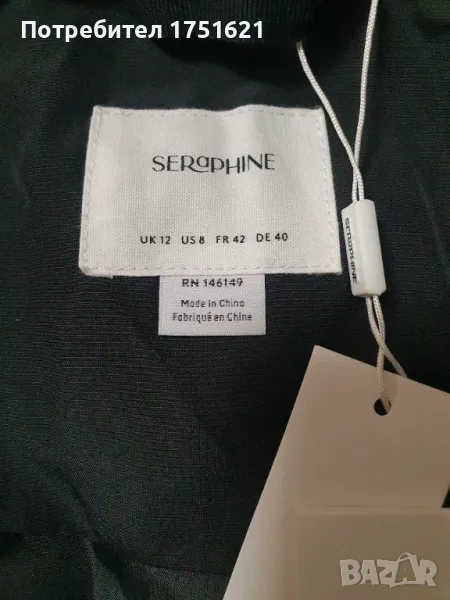 Потребител 1751621
SERAPHINE
UK 12 US 8 FR 42 DE 40
RN 146149
Made in China
Fabriqué en Chine
SERAPHINE
BAZAR